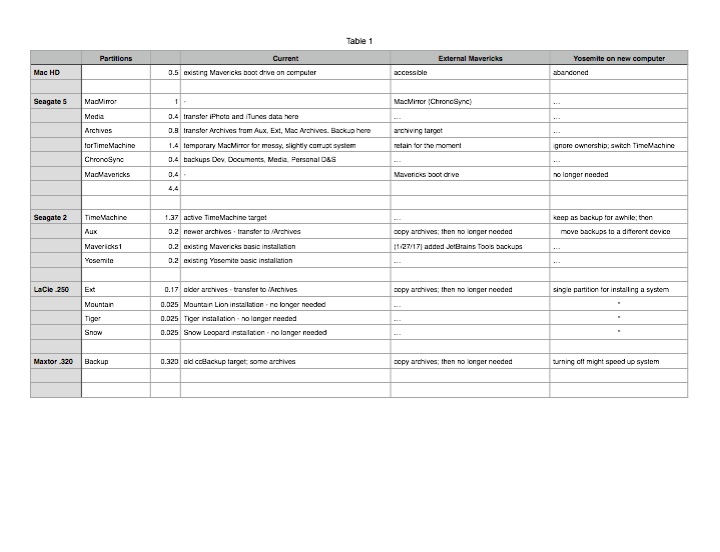 Table 1
Partitions Current External Mavericks Yosemite on new computer
Mac HD 0.5 existing Mavericks boot drive on computer accessible abandoned
Seagate 5 MacMirror 1 - MacMirror (ChronoSync) ...
Media 0.4 transfer iPhoto and iTunes data here ... ...
Archives 0.8 transfer Archives from Aux, Ext, Mac Archives. Backup here archiving target ...
forTimeMachine 1.4 temporary MacMirror for messy, slightly corrupt system retain for the moment ignore ownership; switch TimeMachine
ChronoSync 0.4 backups Dev, Documents, Media, Personal D&S ... ...
MacMavericks 0.4 - Mavericks boot drive no longer needed
4.4
Seagate 2 TimeMachine 1.37 active TimeMachine target ... keep as backup for awhile; then
Aux 0.2 newer archives - transfer to /Archives copy archives; then no longer needed move backups to a different device
Maveriicks1 0.2 existing Mavericks basic installation (1/27/17) added JetBrains Tools backups ...
Yosemite 0.2 existing Yosemite basic installation ... ...
LaCie .250 Ext 0.17 older archives - transfer to /Archives copy archives; then no longer needed single partition for installing a system
Mountain 0.025 Mountain Lion installation - no longer needed ... "
Tiger 0.025 Tiger installation - no longer needed ... "
Snow 0.025 Snow Leopard installation - no longer needed ... "
Maxtor .320 Backup 0.320 old ccBackup target; some archives copy archives; then no longer needed turning off might speed up system